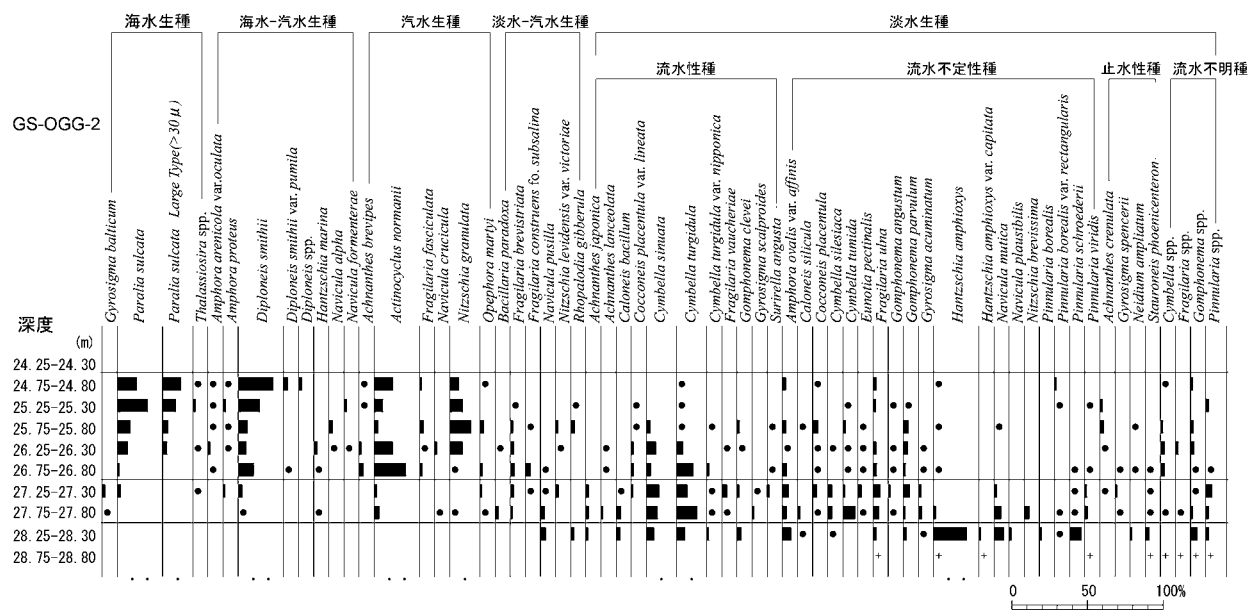 海水生種 海水-汽水生種 汽水生種 淡水-汽水生種 淡水生種
流水性種 流水不定性種 止水性種 流水不明種
GS-OGG-2
Gyrosigma balticum
Paralia sulcata
Paralia sulcata Large Type(>30μ)
Thalassiosira spp.
Amphora arenicola var.oculata
Amphora proteus
Diploneis smithii
Diploneis smithii var. pumila
Diploneis spp.
Hantzschia marina
Navicula alpha
Navicula formenterae
Achnanthes brevipes
Actinocyclus normanii
Fragilaria fasciculata
Navicula crucicula
Nitzschia granulata
Opephora martyi
Bacillaria paradoxa
Fragilaria brevistriata
Fragilaria construens fo. subsalina
Navicula pusilla
Nitzschia levidensis var. victoriae
Rhopalodia gibberula
Achnanthes japonica
Achnanthes lanceolata
Caloneis bacillum
Cocconeis placentula var. lineata
Cymbella sinuata
Cymbella turgidula
Cymbella turgidula var. nipponica
Fragilaria vaucheriae
Gomphonema clevei
Gyrosigma scalproides
Surirella angusta
Amphora ovalis var. affinis
Caloneis silicula
Cocconeis placentula
Cymbella silesiaca
Cymbella tumida
Eunotia pectinalis
Fragilaria ulna
Gomphonema angustum
Gomphonema parvulum
Gyrosigma acuminatum
Hantzschia amphioxys
Hantzschia amphioxys var. capitata
Navicula mutica
Navicula plausibilis
Nitzschia brevissima
Pinnularia borealis
Pinnularia borealis var. rectangularis
Pinnularia schroederii
Pinnularia viridis
Achnanthes crenulata
Gyrosigma spencerii
Neidium ampliatum
Stauroneis phoenicenteron
Cymbella spp.
Fragilaria spp.
Gomphonema spp.
Pinnularia spp.
深度
(m)
24.25-24.30
24.75-24.80
25.25-25.30
25.75-25.80
26.25-26.30
26.75-26.80
27.25-27.30
27.75-27.80
28.25-28.30
28.75-28.80
0 50 100%